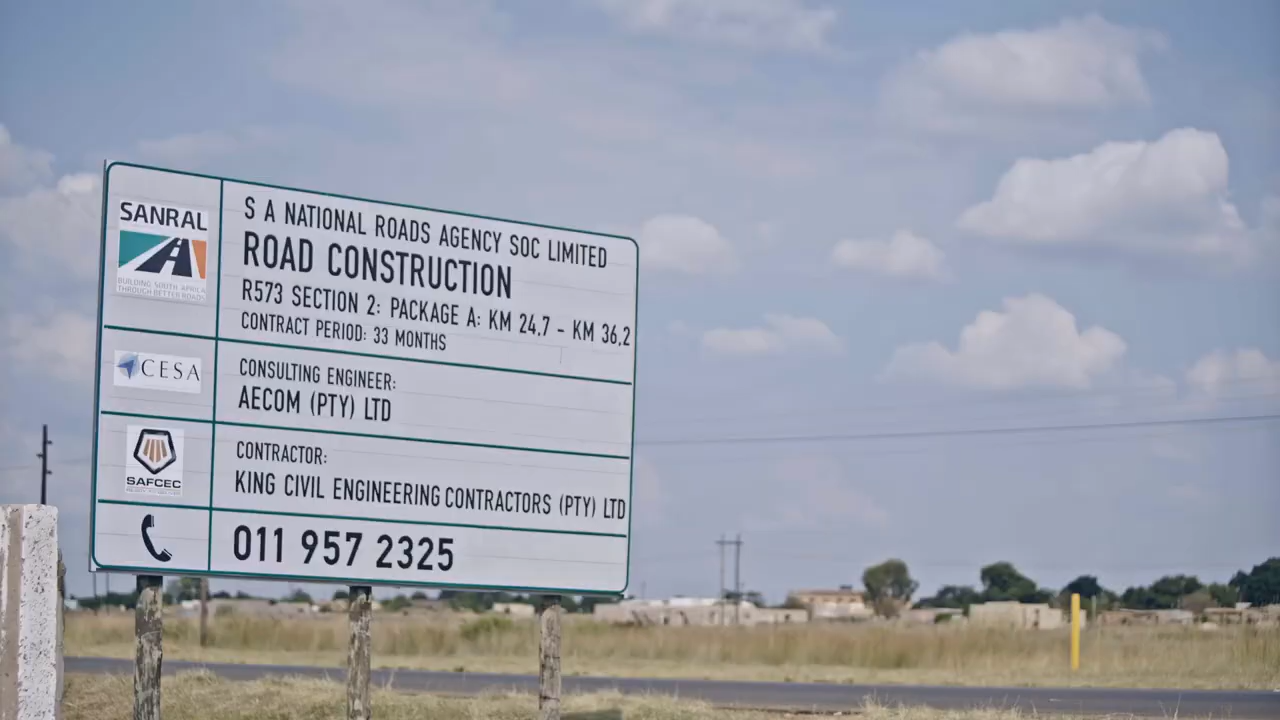 SANRAL
BUILDING SOUTH AFRICA
THROUGH BETTER ROADS
S A NATIONAL ROADS AGENCY SOC LIMITED
ROAD CONSTRUCTION
R573 SECTION 2: PACKAGE A: KM 24,7 - KM 36,2
CONTRACT PERIOD: 33 MONTHS
CESA
CONSULTING ENGINEER:
AECOM (PTY) LTD
SAFCEC
CONTRACTOR:
KING CIVIL ENGINEERING CONTRACTORS (PTY) LTD
011 957 2325